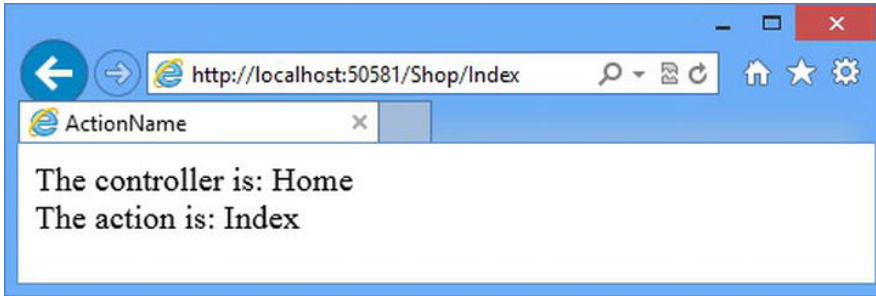 http://localhost:50581/Shop/Index
ActionName
The controller is: Home
The action is: Index